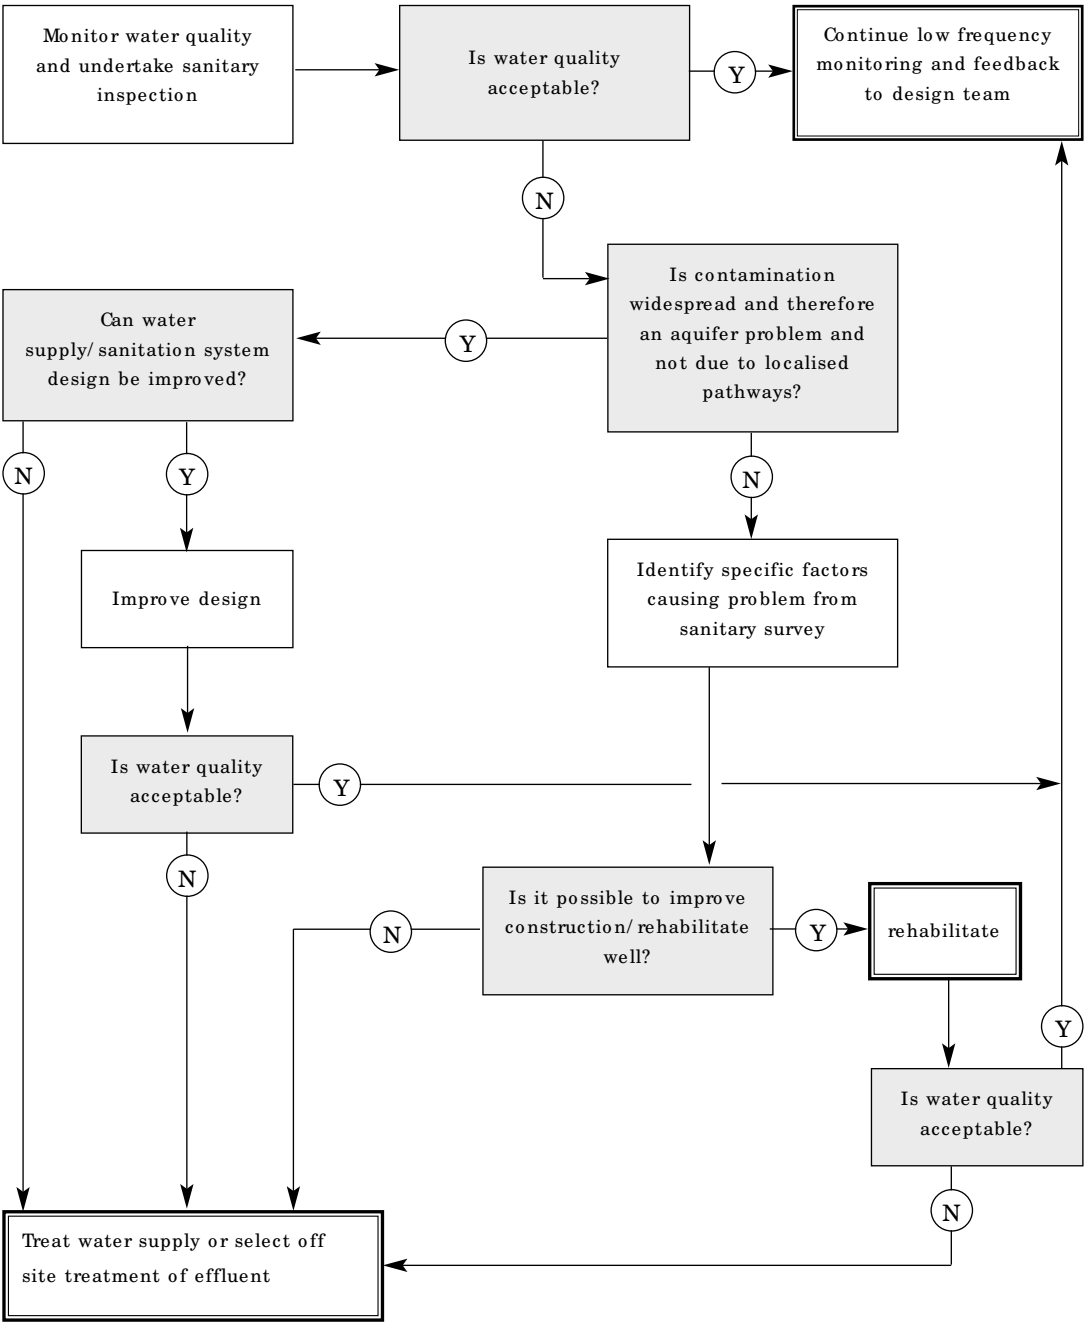 Monitor water quality
and undertake sanitary
inspection
Is water quality
acceptable?
Y
Continue low frequency
monitoring and feedback
to design team
N
Is contamination
widespread and therefore
an aquifer problem and
not due to localised
pathways?
Y
Can water
supply/sanitation system
design be improved?
N
Y
N
Improve design
Identify specific factors
causing problem from
sanitary survey
Is water quality
acceptable?
Y
N
Is it possible to improve
construction/rehabilitate
well?
N
Y
rehabilitate
Y
Is water quality
acceptable?
N
Treat water supply or select off
site treatment of effluent